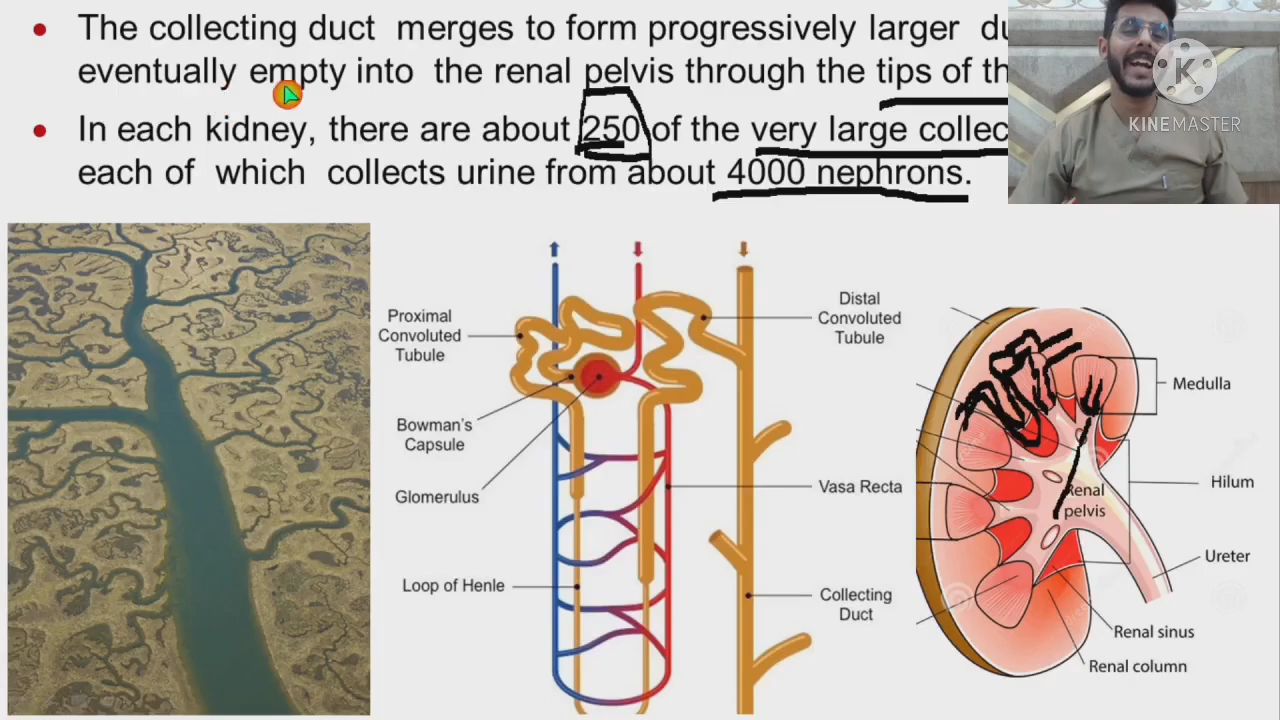 The collecting duct merges to form progressively larger du
eventually empty into the renal pelvis through the tips of th
In each kidney, there are about 250 of the very large collec
each of which collects urine from about 4000 nephrons.
K
KINEMASTER
Proximal
Convoluted
Tubule
Bowman's
Capsule
Glomerulus
Loop of Henle
Distal
Convoluted
Tubule
Vasa Recta
Collecting
Duct
Medulla
Hilum
Renal
pelvis
Ureter
Renal sinus
Renal column